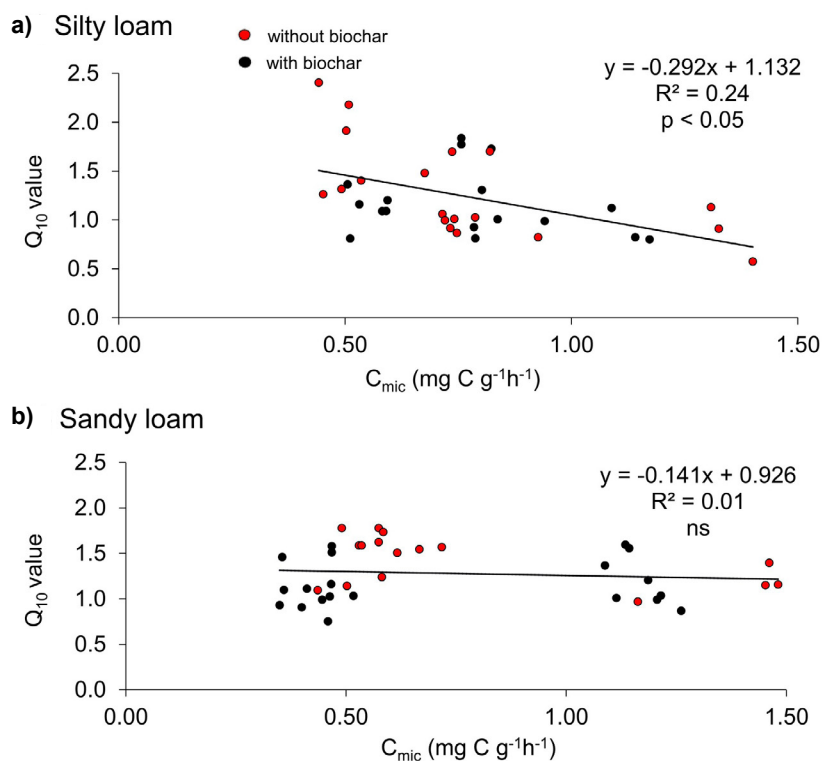 a) Silty loam
without biochar
with biochar
y = -0.292x + 1.132
R² = 0.24
p < 0.05
2.5
2.0
1.5
1.0
0.5
0.0
Q₁₀ value
0.00 0.50 1.00 1.50
Cₘᵢ꜀ (mg C g⁻¹h⁻¹)
b) Sandy loam
y = -0.141x + 0.926
R² = 0.01
ns
2.5
2.0
1.5
1.0
0.5
0.0
Q₁₀ value
0.00 0.50 1.00 1.50
Cₘᵢ꜀ (mg C g⁻¹h⁻¹)